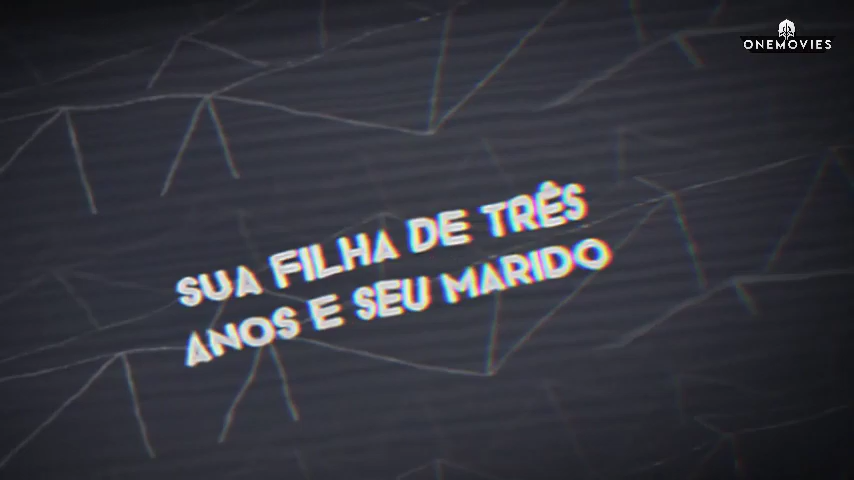 ONEMOVIES
SUA FILHA DE TRÊS
ANOS E SEU MARIDO